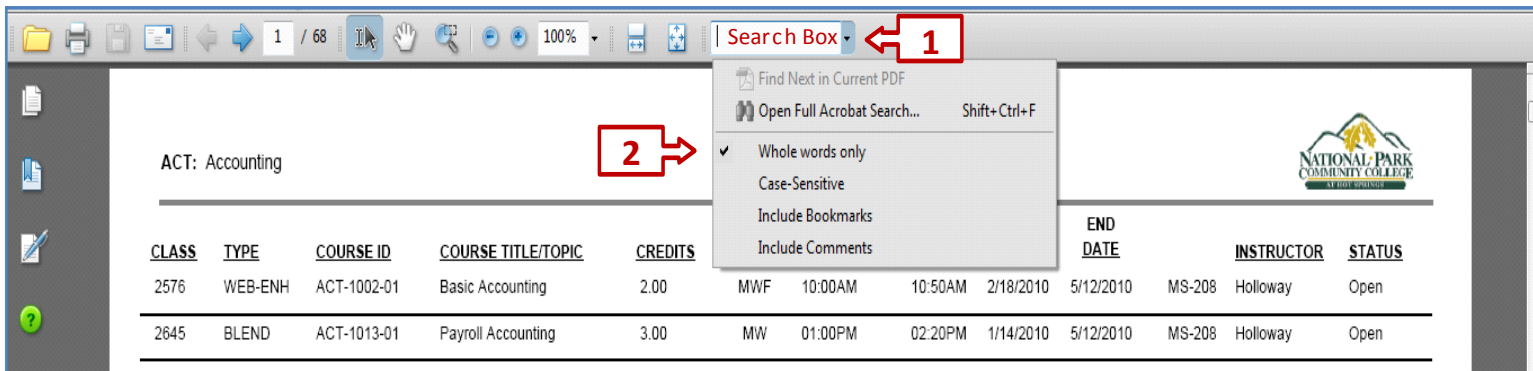 1 / 68 100% Search Box 1
Find Next in Current PDF
Open Full Acrobat Search... Shift+Ctrl+F
2 Whole words only
Case-Sensitive
Include Bookmarks
Include Comments
ACT: Accounting
NATIONAL PARK
COMMUNITY COLLEGE
AT HOT SPRINGS
CLASS TYPE COURSE ID COURSE TITLE/TOPIC CREDITS END DATE INSTRUCTOR STATUS
2576 WEB-ENH ACT-1002-01 Basic Accounting 2.00 MWF 10:00AM 10:50AM 2/18/2010 5/12/2010 MS-208 Holloway Open
2645 BLEND ACT-1013-01 Payroll Accounting 3.00 MW 01:00PM 02:20PM 1/14/2010 5/12/2010 MS-208 Holloway Open